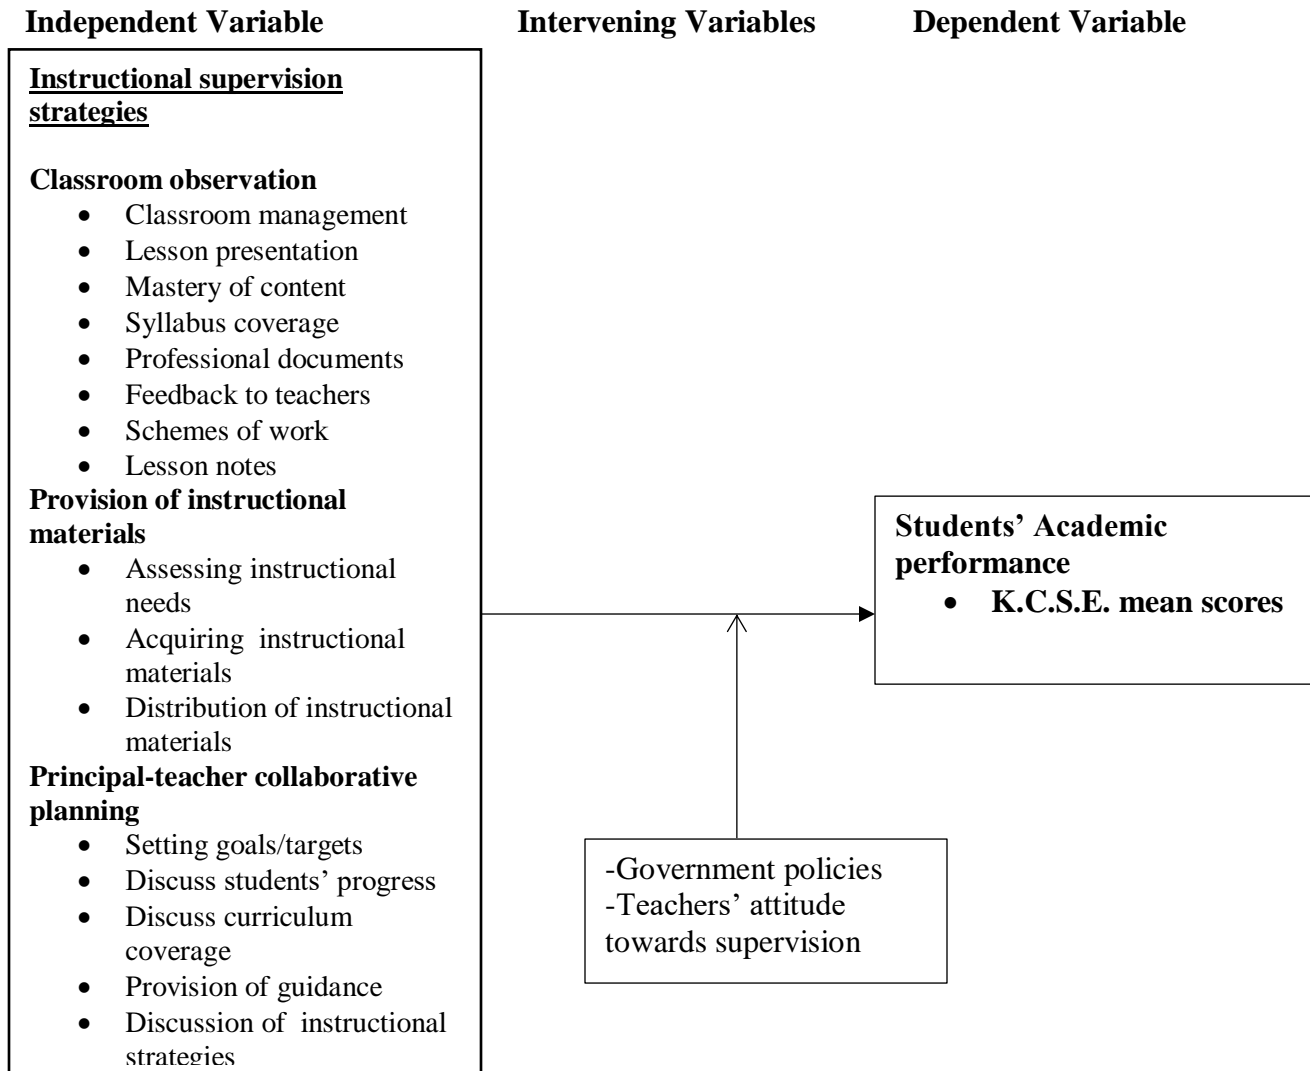 Independent Variable
Intervening Variables
Dependent Variable
Instructional supervision
strategies
Classroom observation
• Classroom management
• Lesson presentation
• Mastery of content
• Syllabus coverage
• Professional documents
• Feedback to teachers
• Schemes of work
• Lesson notes
Provision of instructional
materials
• Assessing instructional
needs
• Acquiring instructional
materials
• Distribution of instructional
materials
Principal-teacher collaborative
planning
• Setting goals/targets
• Discuss students’ progress
• Discuss curriculum
coverage
• Provision of guidance
• Discussion of instructional
strategies
-Government policies
-Teachers’ attitude
towards supervision
Students’ Academic
performance
• K.C.S.E. mean scores